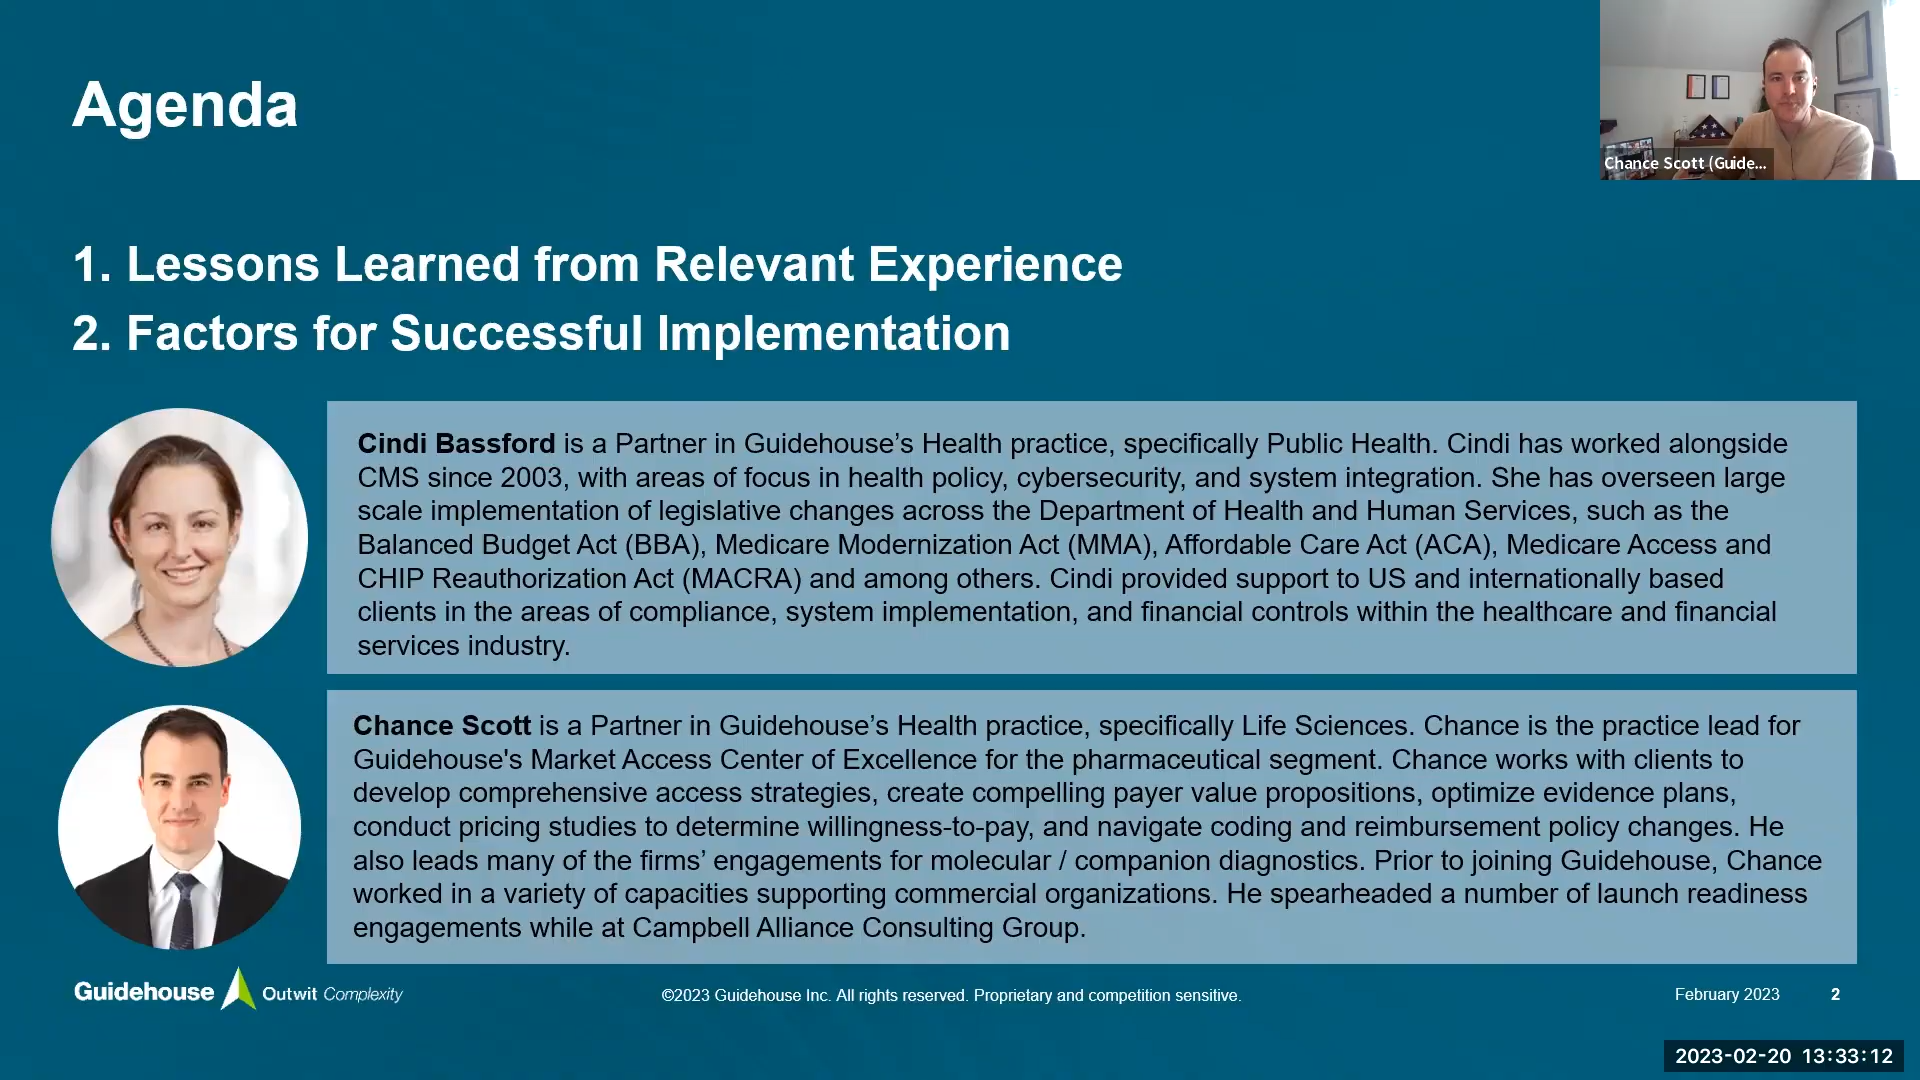 Agenda
Chance Scott (Guide...
1. Lessons Learned from Relevant Experience
2. Factors for Successful Implementation
Cindi Bassford is a Partner in Guidehouse’s Health practice, specifically Public Health. Cindi has worked alongside
CMS since 2003, with areas of focus in health policy, cybersecurity, and system integration. She has overseen large
scale implementation of legislative changes across the Department of Health and Human Services, such as the
Balanced Budget Act (BBA), Medicare Modernization Act (MMA), Affordable Care Act (ACA), Medicare Access and
CHIP Reauthorization Act (MACRA) and among others. Cindi provided support to US and internationally based
clients in the areas of compliance, system implementation, and financial controls within the healthcare and financial
services industry.
Chance Scott is a Partner in Guidehouse’s Health practice, specifically Life Sciences. Chance is the practice lead for
Guidehouse's Market Access Center of Excellence for the pharmaceutical segment. Chance works with clients to
develop comprehensive access strategies, create compelling payer value propositions, optimize evidence plans,
conduct pricing studies to determine willingness-to-pay, and navigate coding and reimbursement policy changes. He
also leads many of the firms’ engagements for molecular / companion diagnostics. Prior to joining Guidehouse, Chance
worked in a variety of capacities supporting commercial organizations. He spearheaded a number of launch readiness
engagements while at Campbell Alliance Consulting Group.
Guidehouse Outwit Complexity
©2023 Guidehouse Inc. All rights reserved. Proprietary and competition sensitive.
February 2023 2
2023-02-20 13:33:12